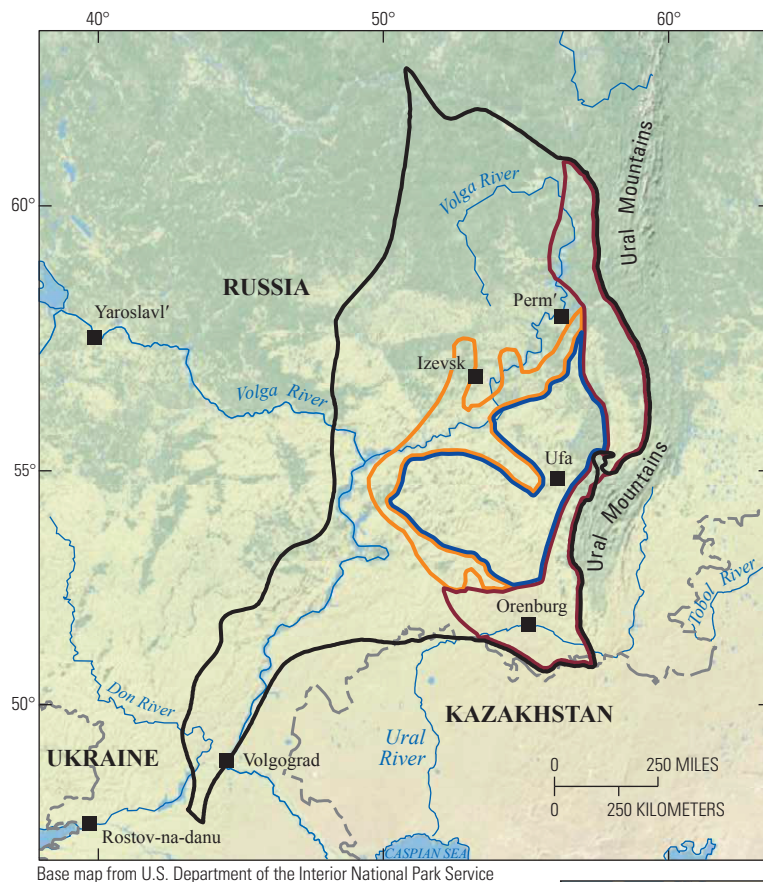 40°
50°
60°
Ural Mountains
Volga River
60°
RUSSIA
Perm'
Yaroslavl'
Izevsk
Volga River
55°
Ufa
Ural Mountains
Tobol River
Orenburg
50°
Don River
KAZAKHSTAN
UKRAINE
Ural
River
Volgograd
0 250 MILES
0 250 KILOMETERS
Rostov-na-danu
CASPIAN SEA
Base map from U.S. Department of the Interior National Park Service